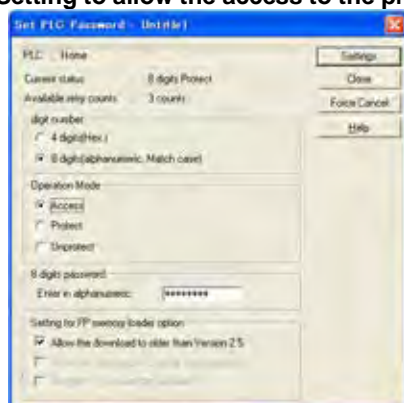 Setting to allow the access to the
Set PLC Password - Untitle1
PLC : Home
Settings
Current status 8 digits Protect
Close
Available retry counts 3 counts
Force Cancel
digit number
Help
4 digits(Hex.)
8 digits(alphanumeric, Match case)
Operation Mode
Access
Protect
Unprotect
8 digits password
Enter in alphanumeric: ********
Setting for FP memory loader option
Allow the download to older than Version 2.5